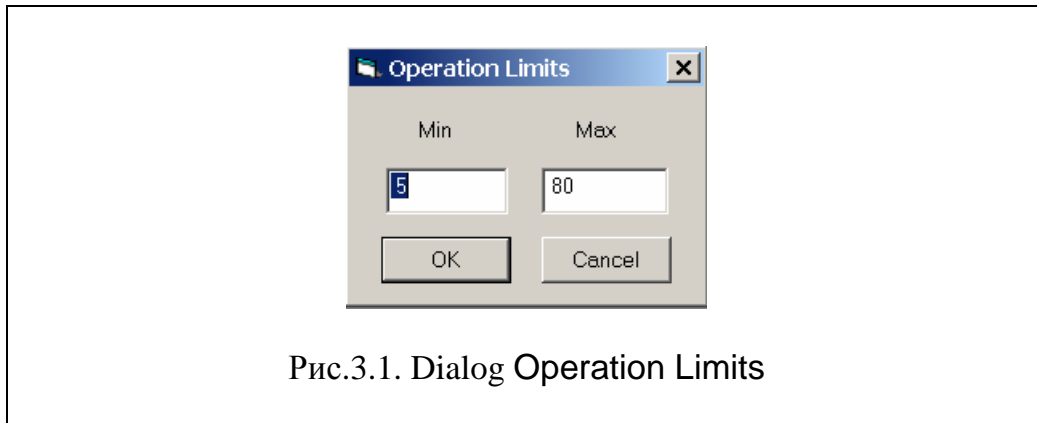 Operation Limits
Min Max
5 80
OK Cancel
Рис.3.1. Dialog Operation Limits